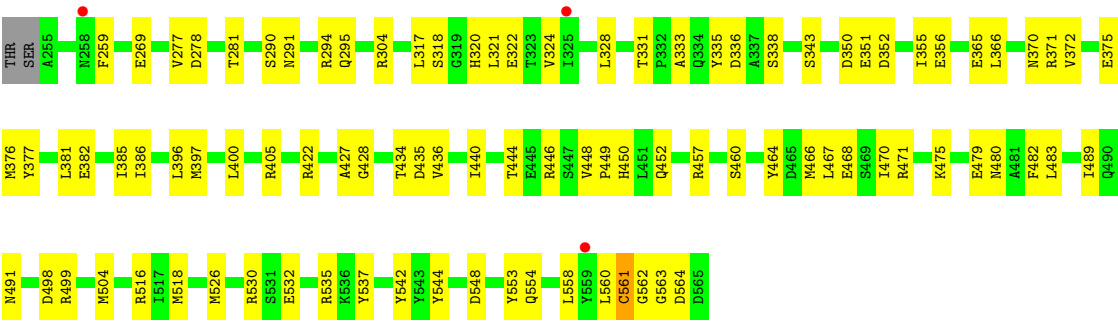 THR SER A255 N258 F259 E269 V277 D278 T281 S290 N291 R294 Q295 R304 L317 S318 G319 H320 L321 E322 T323 V324 I325 L328 T331 P332 A333 Q334 Y335 D336 A337 S338 S343 D350 E351 D352 I355 E356 E365 L366 N370 R371 V372 E375
M376 Y377 L381 E382 I385 I386 L396 M397 L400 R405 R422 A427 G428 T434 D435 V436 I440 T444 E445 R446 S447 V448 P449 H450 L451 Q452 R457 S460 Y464 D465 M466 L467 E468 S469 I470 R471 K475 E479 N480 A481 F482 L483 I489 Q490
N491 D498 R499 M504 R516 I517 M518 M526 R530 S531 E532 R535 K536 Y537 Y542 Y543 Y544 D548 Y553 Q554 L558 Y559 L560 C561 G562 G563 D564 D565